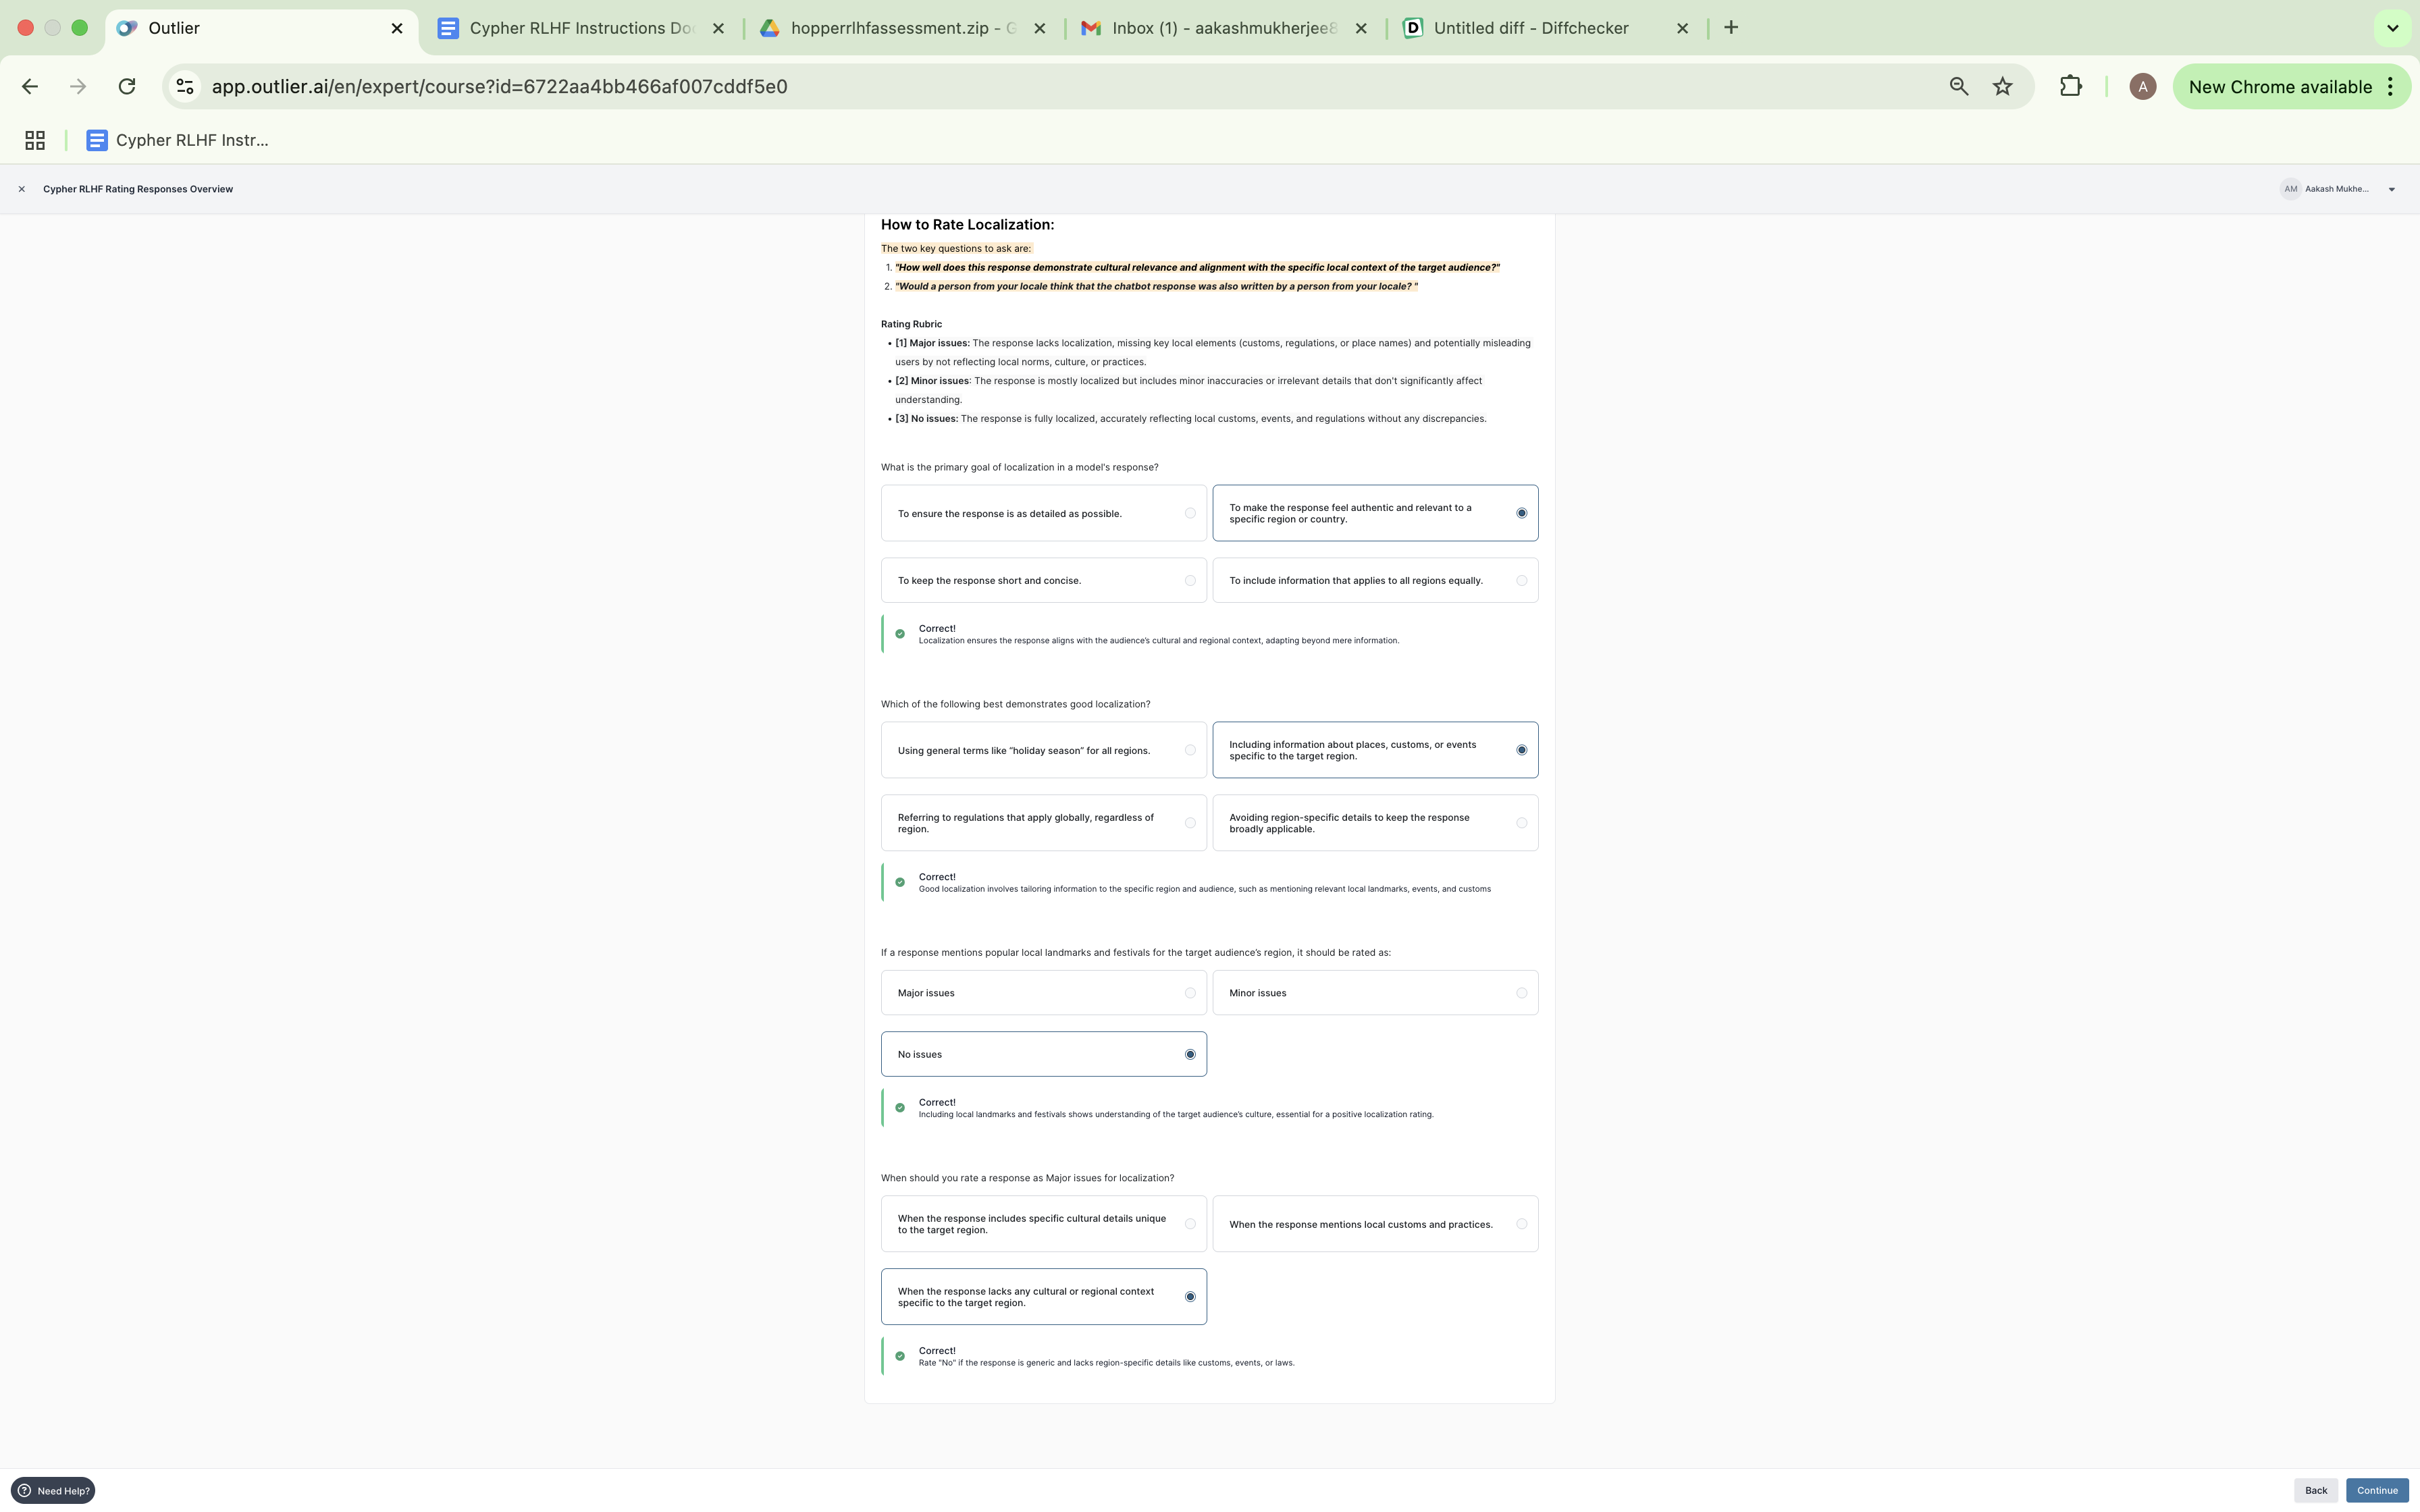 Outlier
Cypher RLHF Instructions Doc
hopperrlhfassessment.zip - G
Inbox (1) - aakashmukherjee8
D
Untitled diff - Diffchecker
app.outlier.ai/en/expert/course?id=6722aa4bb466af007cddf5e0
A
New Chrome available
Cypher RLHF Instr...
Cypher RLHF Rating Responses Overview
AM
Aakash Mukhe...
How to Rate Localization:
The two key questions to ask are:
1. "How well does this response demonstrate cultural relevance and alignment with the specific local context of the target audience?"
2. "Would a person from your locale think that the chatbot response was also written by a person from your locale? "
Rating Rubric
• [1] Major issues: The response lacks localization, missing key local elements (customs, regulations, or place names) and potentially misleading
users by not reflecting local norms, culture, or practices.
• [2] Minor issues: The response is mostly localized but includes minor inaccuracies or irrelevant details that don't significantly affect
understanding.
• [3] No issues: The response is fully localized, accurately reflecting local customs, events, and regulations without any discrepancies.
What is the primary goal of localization in a model's response?
To ensure the response is as detailed as possible.
To make the response feel authentic and relevant to a
specific region or country.
To keep the response short and concise.
To include information that applies to all regions equally.
Correct!
Localization ensures the response aligns with the audience's cultural and regional context, adapting beyond mere information.
Which of the following best demonstrates good localization?
Using general terms like "holiday season" for all regions.
Including information about places, customs, or events
specific to the target region.
Referring to regulations that apply globally, regardless of
region.
Avoiding region-specific details to keep the response
broadly applicable.
Correct!
Good localization involves tailoring information to the specific region and audience, such as mentioning relevant local landmarks, events, and customs
If a response mentions popular local landmarks and festivals for the target audience's region, it should be rated as:
Major issues
Minor issues
No issues
Correct!
Including local landmarks and festivals shows understanding of the target audience's culture, essential for a positive localization rating.
When should you rate a response as Major issues for localization?
When the response includes specific cultural details unique
to the target region.
When the response mentions local customs and practices.
When the response lacks any cultural or regional context
specific to the target region.
Correct!
Rate "No" if the response is generic and lacks region-specific details like customs, events, or laws.
Need Help?
Back
Continue